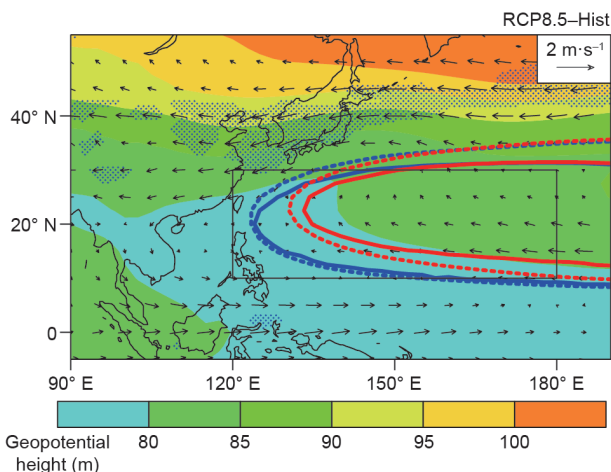 RCP8.5–Hist
2 m·s⁻¹
40° N
20° N
0
90° E
120° E
150° E
180° E
80
85
90
95
100
Geopotential
height (m)